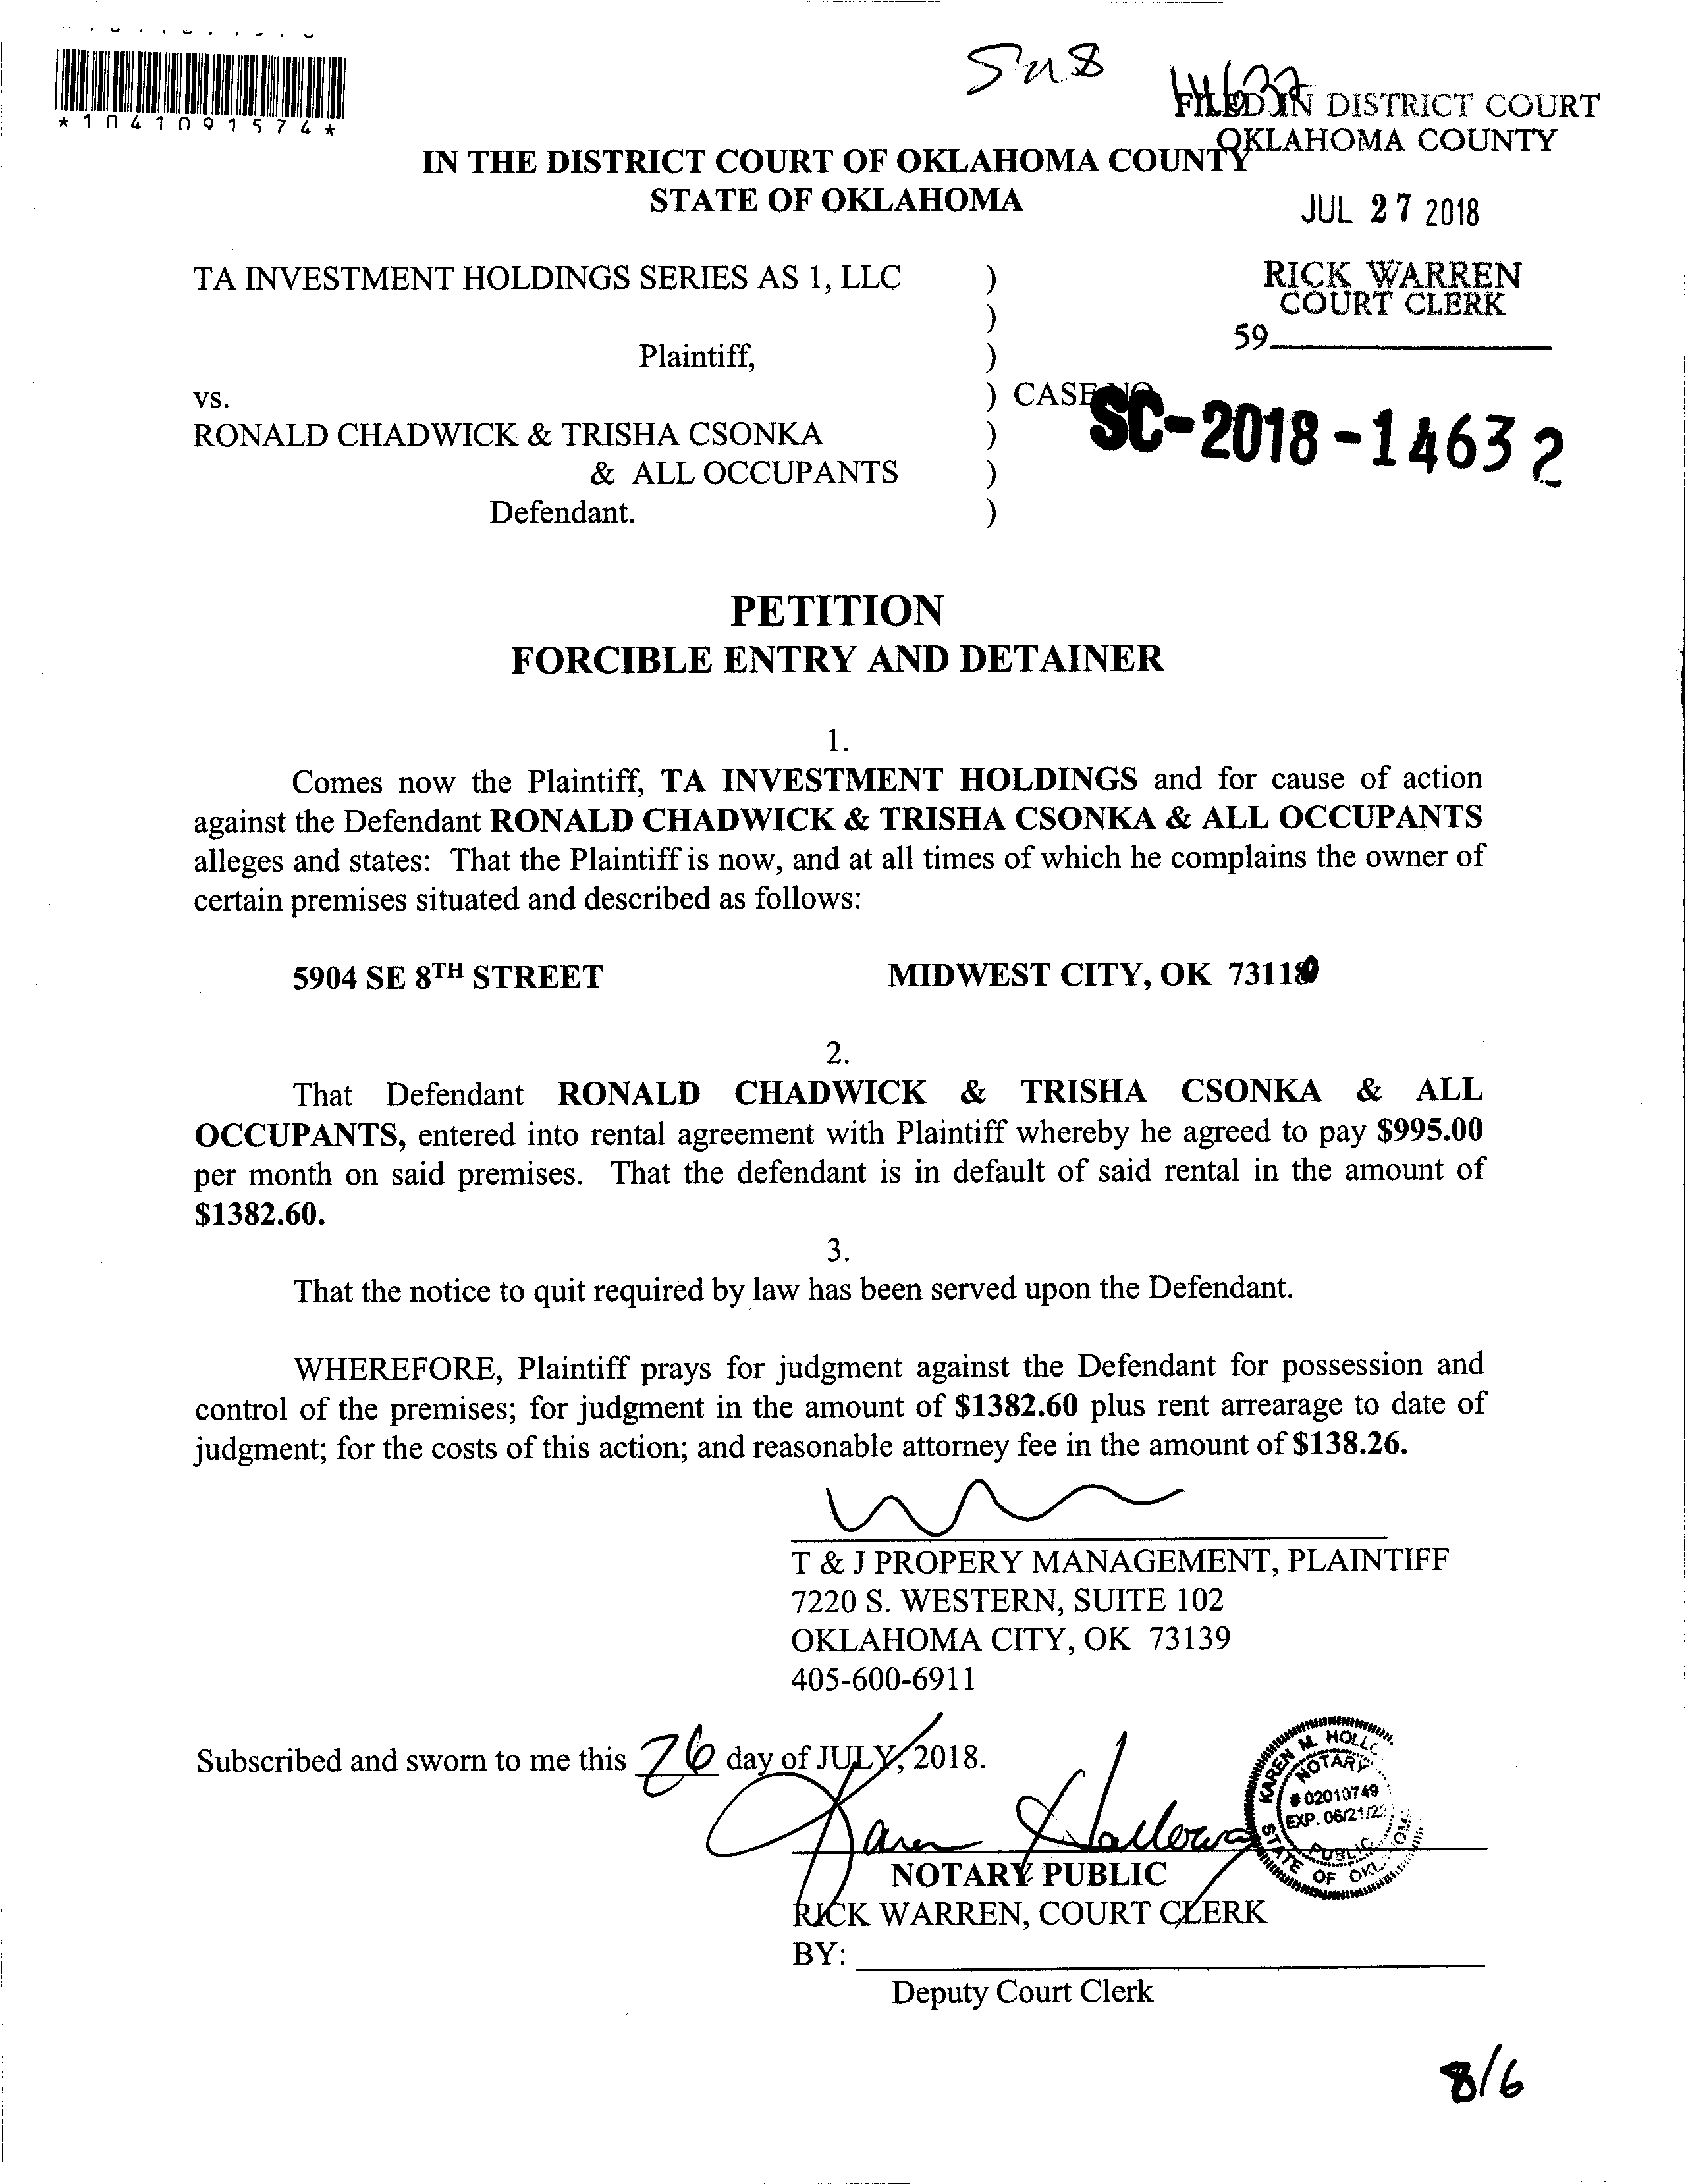 *1041091574*
FILED IN DISTRICT COURT
OKLAHOMA COUNTY
IN THE DISTRICT COURT OF OKLAHOMA COUNTY
STATE OF OKLAHOMA
JUL 27 2018
TA INVESTMENT HOLDINGS SERIES AS 1, LLC )
RICK WARREN
COURT CLERK
)
59
Plaintiff, )
vs. ) CASE NO.
SC-2018-14632
RONALD CHADWICK & TRISHA CSONKA )
& ALL OCCUPANTS )
Defendant. )
PETITION
FORCIBLE ENTRY AND DETAINER
1.
Comes now the Plaintiff, TA INVESTMENT HOLDINGS and for cause of action
against the Defendant RONALD CHADWICK & TRISHA CSONKA & ALL OCCUPANTS
alleges and states: That the Plaintiff is now, and at all times of which he complains the owner of
certain premises situated and described as follows:
5904 SE 8TH STREET MIDWEST CITY, OK 73110
2.
That Defendant RONALD CHADWICK & TRISHA CSONKA & ALL
OCCUPANTS, entered into rental agreement with Plaintiff whereby he agreed to pay $995.00
per month on said premises. That the defendant is in default of said rental in the amount of
$1382.60.
3.
That the notice to quit required by law has been served upon the Defendant.
WHEREFORE, Plaintiff prays for judgment against the Defendant for possession and
control of the premises; for judgment in the amount of $1382.60 plus rent arrearage to date of
judgment; for the costs of this action; and reasonable attorney fee in the amount of $138.26.
T & J PROPERY MANAGEMENT, PLAINTIFF
7220 S. WESTERN, SUITE 102
OKLAHOMA CITY, OK 73139
405-600-6911
Subscribed and sworn to me this 26 day of JULY, 2018.
KAREN M.
NOTARY
# 02010749
EXP. 06/21/22
PUBLIC
STATE OF
Karen Holloway
NOTARY PUBLIC
RICK WARREN, COURT CLERK
BY:
Deputy Court Clerk
8/6